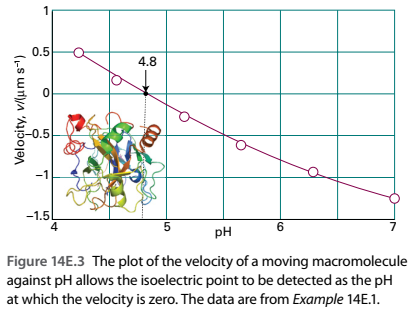 1
0.5
0
−0.5
−1
−1.5
Velocity, v/(μm s⁻¹)
4.8
4
5
6
7
pH
Figure 14E.3 The plot of the velocity of a moving macromolecule
against pH allows the isoelectric point to be detected as the pH
at which the velocity is zero. The data are from Example 14E.1.